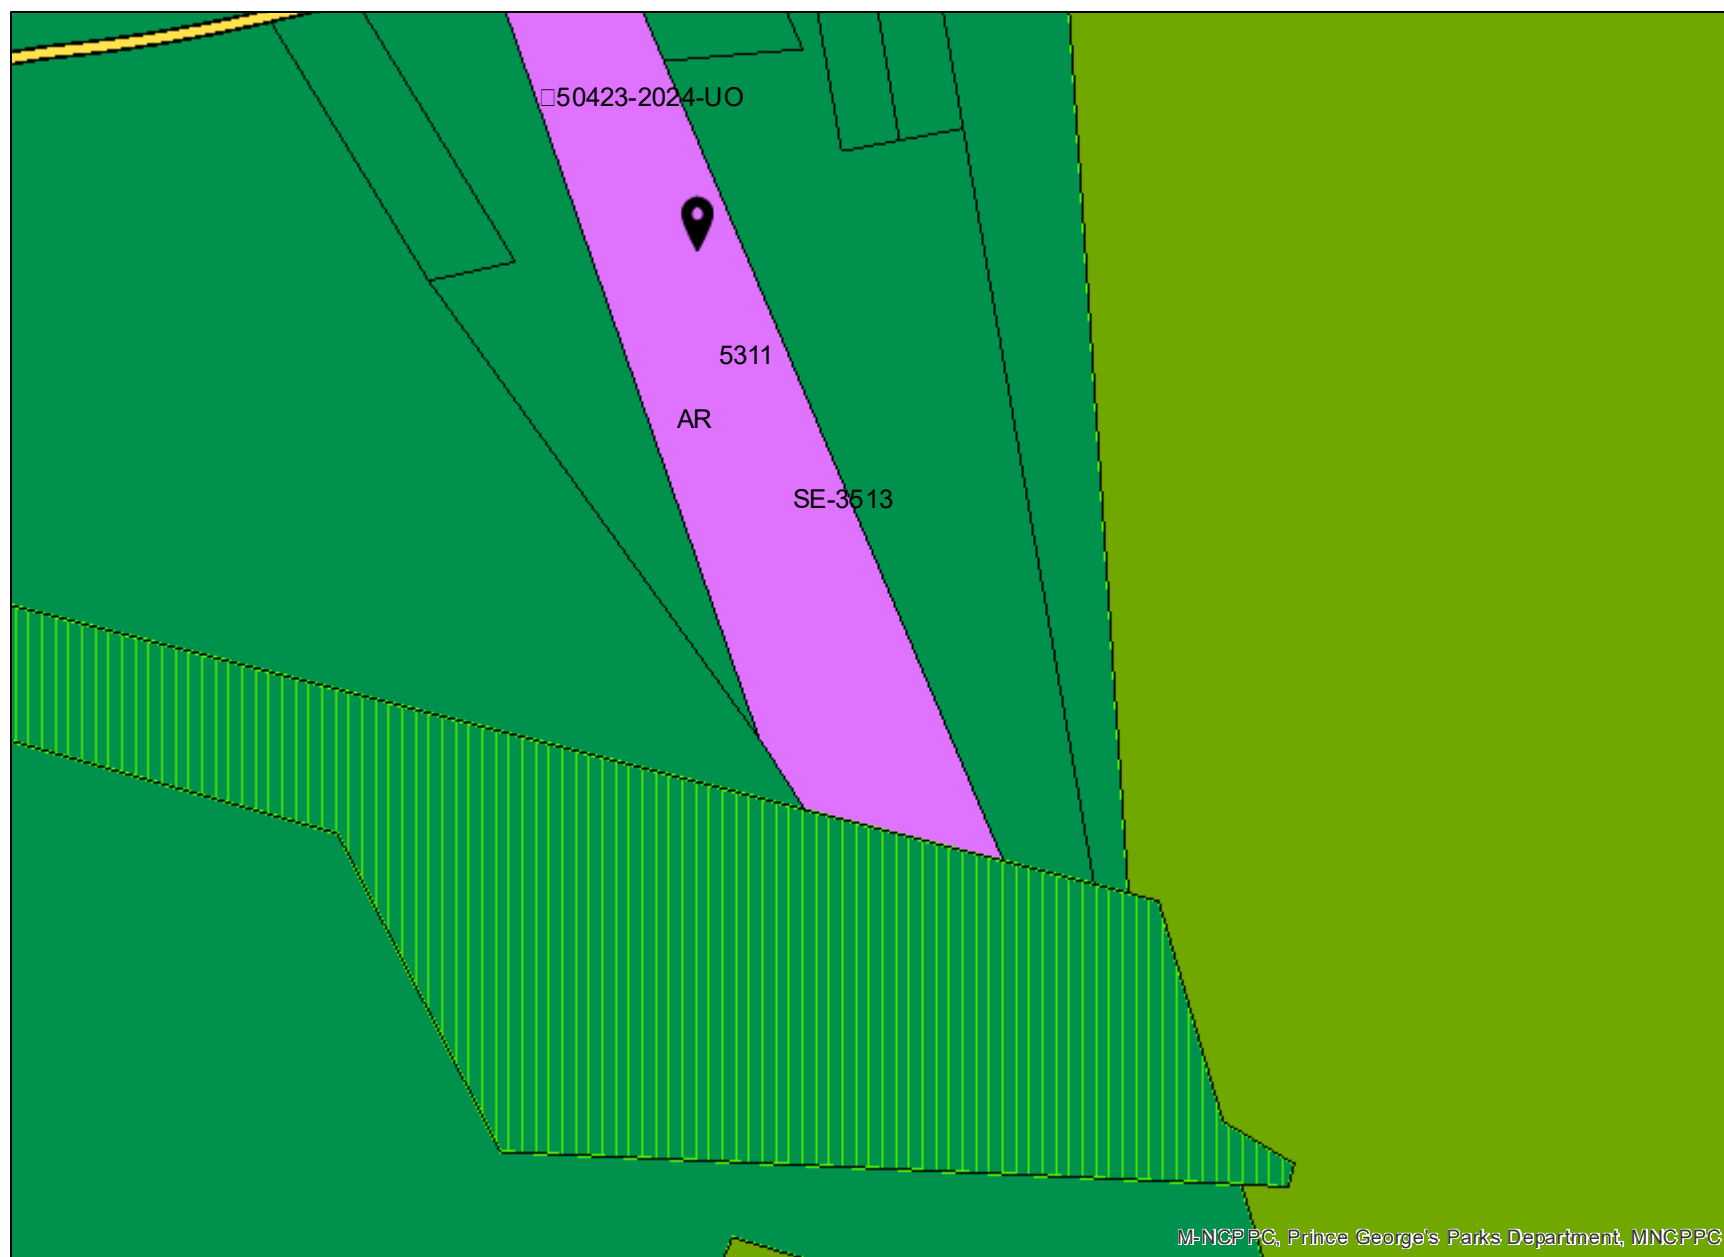 50423-2024-UO
5311
AR
SE-3513
M-NCPPC, Prince George's Parks Department, MNCPPC